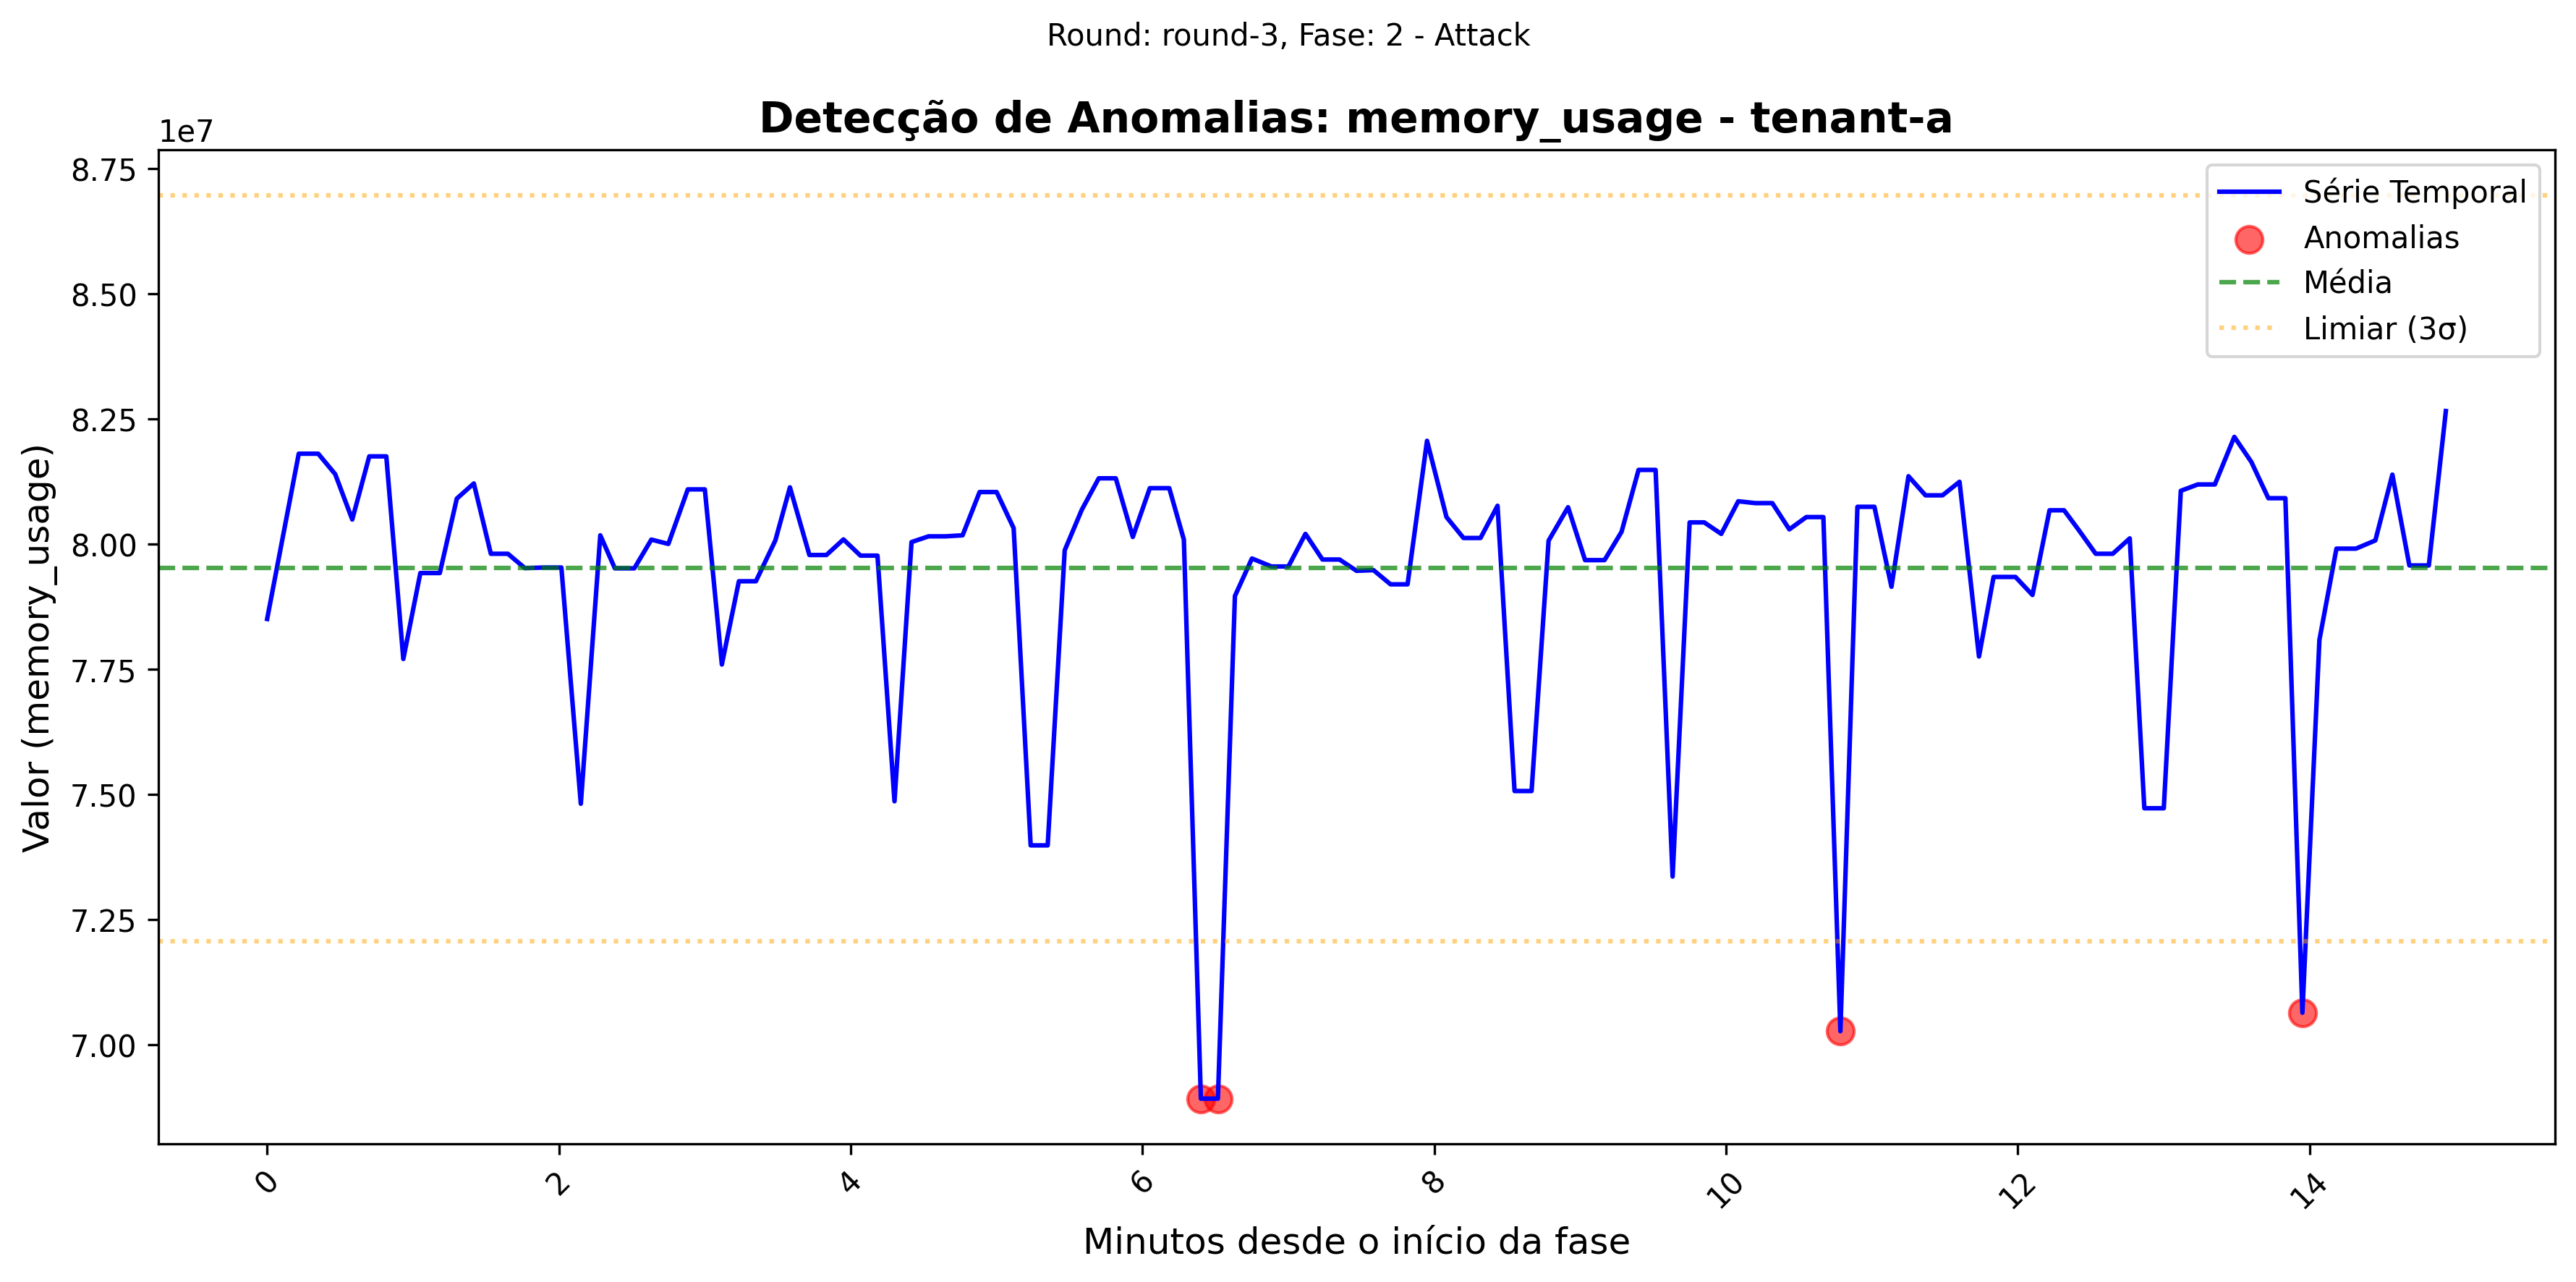 Round: round-3, Fase: 2 - Attack
Detecção de Anomalias: memory_usage - tenant-a
1e7
8.75
8.50
8.25
8.00
7.75
7.50
7.25
7.00
Valor (memory_usage)
Série Temporal
Anomalias
Média
Limiar (3σ)
0
2
4
6
8
10
12
14
Minutos desde o início da fase